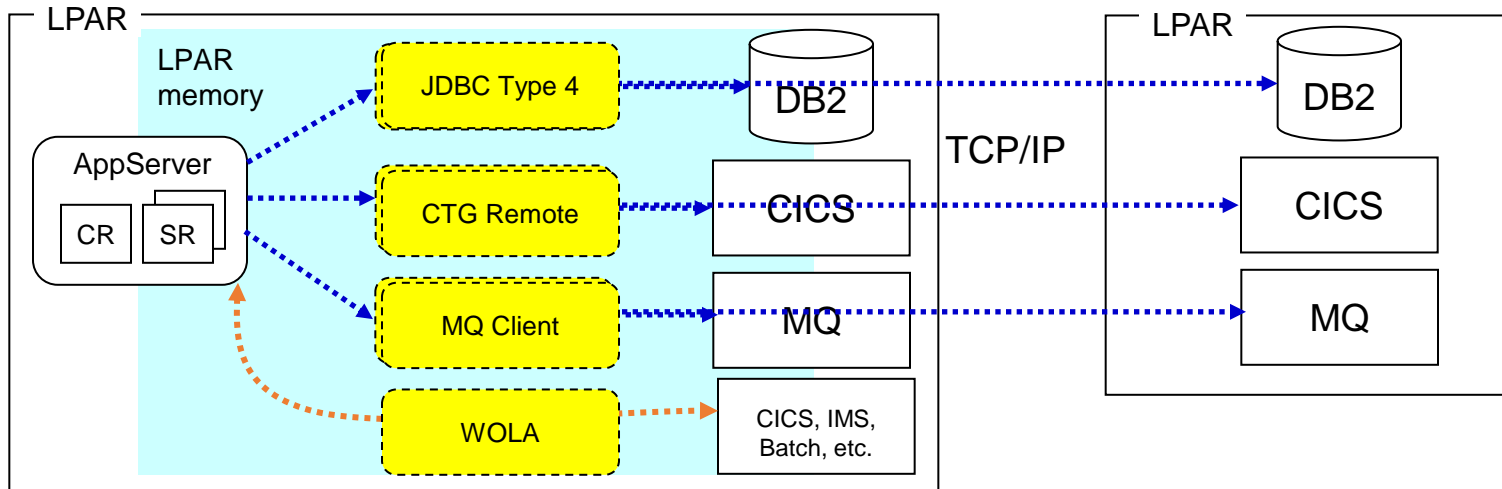 LPAR
LPAR
LPAR
memory
JDBC Type 4
DB2
DB2
TCP/IP
AppServer
CR
SR
CTG Remote
CICS
CICS
MQ Client
MQ
MQ
WOLA
CICS, IMS,
Batch, etc.